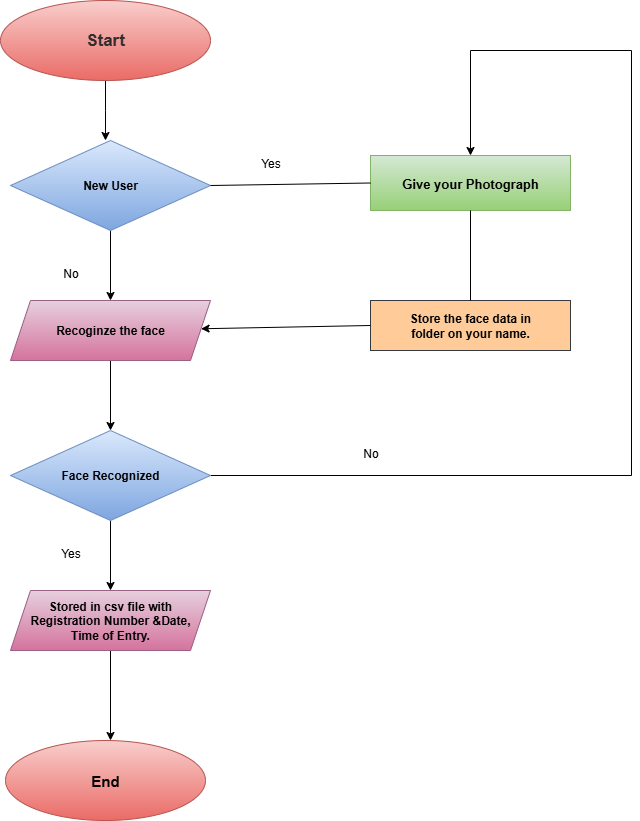 Start
New User
Yes
Give your Photograph
No
Recoginze the face
Store the face data in
folder on your name.
Face Recognized
No
Yes
Stored in csv file with
Registration Number &Date,
Time of Entry.
End